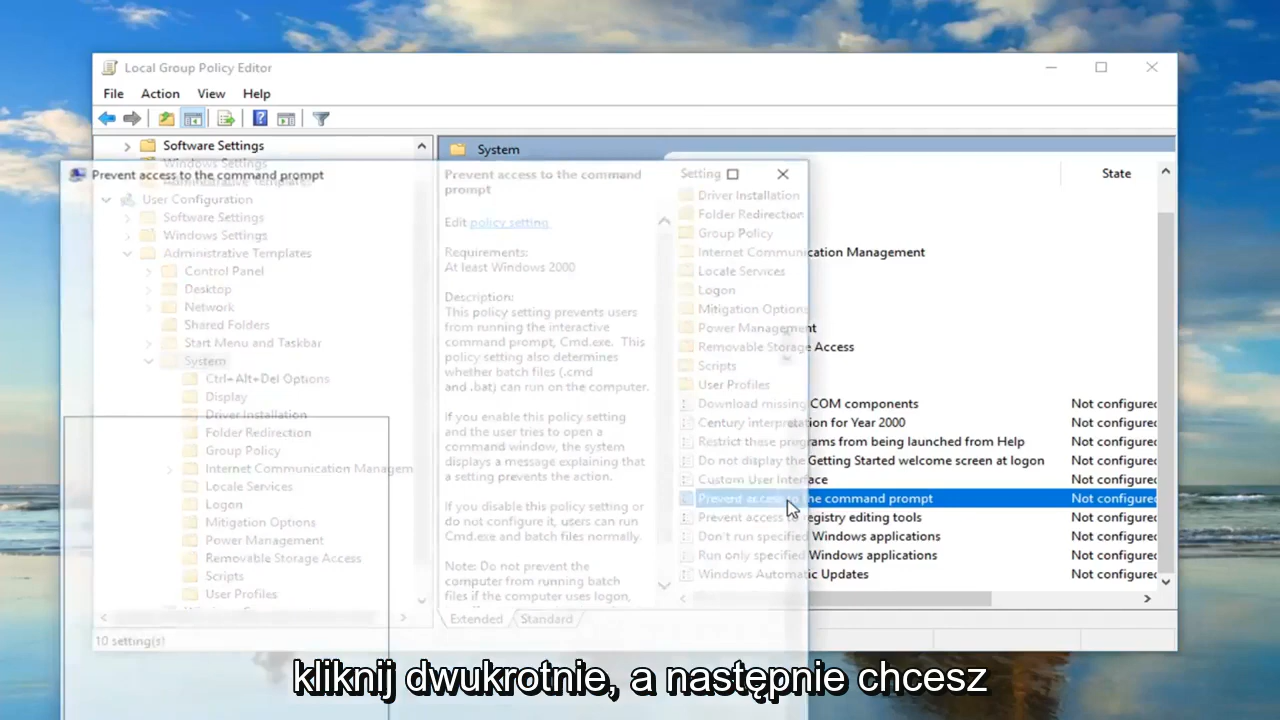 Local Group Policy Editor
File Action View Help
Software Settings
Windows Settings
Administrative Templates
User Configuration
Software Settings
Windows Settings
Administrative Templates
Control Panel
Desktop
Network
Shared Folders
Start Menu and Taskbar
System
Ctrl+Alt+Del Options
Display
Driver Installation
Folder Redirection
Group Policy
Internet Communication Managem
Locale Services
Logon
Mitigation Options
Power Management
Removable Storage Access
Scripts
User Profiles
10 setting(s)
Prevent access to the command prompt
System
Prevent access to the command
prompt
Edit policy setting
Requirements:
At least Windows 2000
Description:
This policy setting prevents users
from running the interactive
command prompt, Cmd.exe. This
policy setting also determines
whether batch files (.cmd
and .bat) can run on the computer.
If you enable this policy setting
and the user tries to open a
command window, the system
displays a message explaining that
a setting prevents the action.
If you disable this policy setting or
do not configure it, users can run
Cmd.exe and batch files normally.
Note: Do not prevent the
computer from running batch
files if the computer uses logon,
Extended Standard
Setting State
Driver Installation
Folder Redirection
Group Policy
Internet Communication Management
Locale Services
Logon
Mitigation Options
Power Management
Removable Storage Access
Scripts
User Profiles
Download missing COM components Not configured
Century interpretation for Year 2000 Not configured
Restrict these programs from being launched from Help Not configured
Do not display the Getting Started welcome screen at logon Not configured
Custom User Interface Not configured
Prevent access to the command prompt Not configured
Prevent access to registry editing tools Not configured
Don't run specified Windows applications Not configured
Run only specified Windows applications Not configured
Windows Automatic Updates Not configured
kliknij dwukrotnie, a następnie chcesz